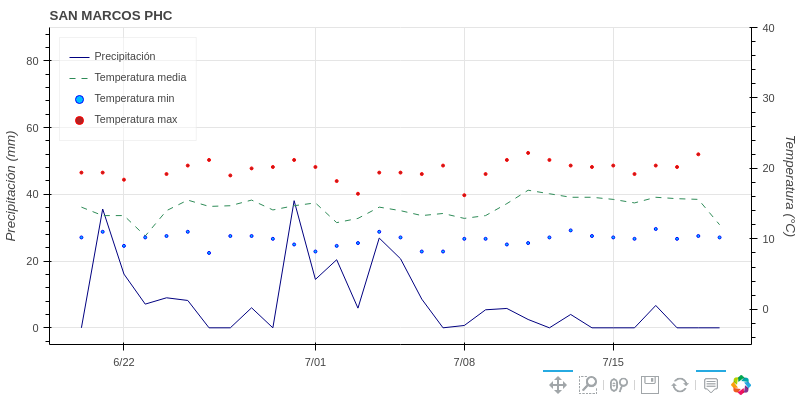 SAN MARCOS PHC
Precipitación
Temperatura media
Temperatura min
Temperatura max
Precipitación (mm)
80
60
40
20
0
40
30
20
10
0
Temperatura (°C)
6/22
7/01
7/08
7/15